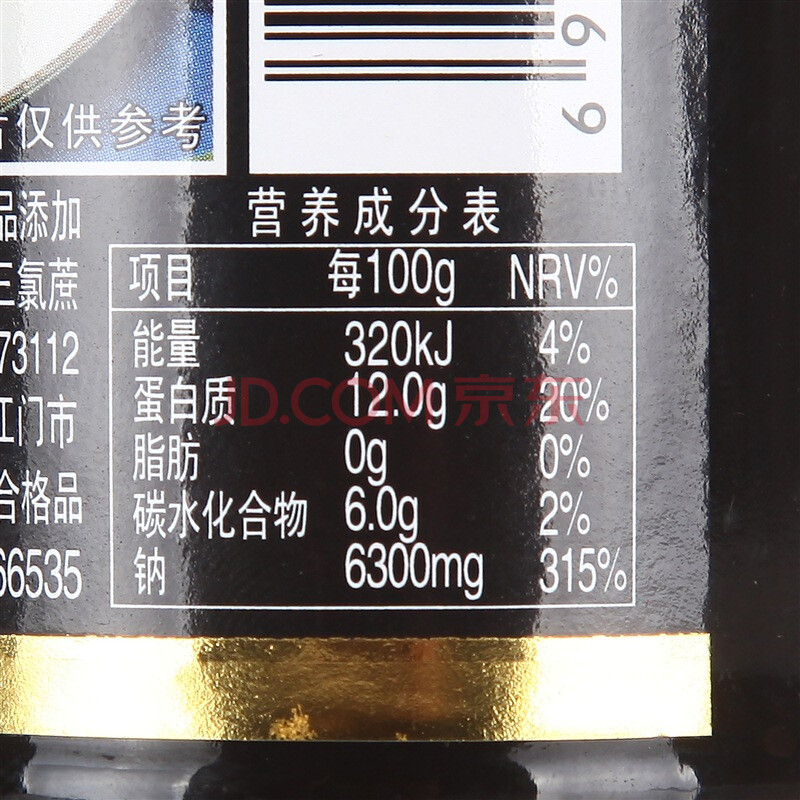 69
片仅供参考
营养成分表
品添加
三氯蔗
73112
江门市
合格品
66535
项目 每100g NRV%
能量 320kJ 4%
蛋白质 12.0g 20%
脂肪 0g 0%
碳水化合物 6.0g 2%
钠 6300mg 315%
JD.COM 京东